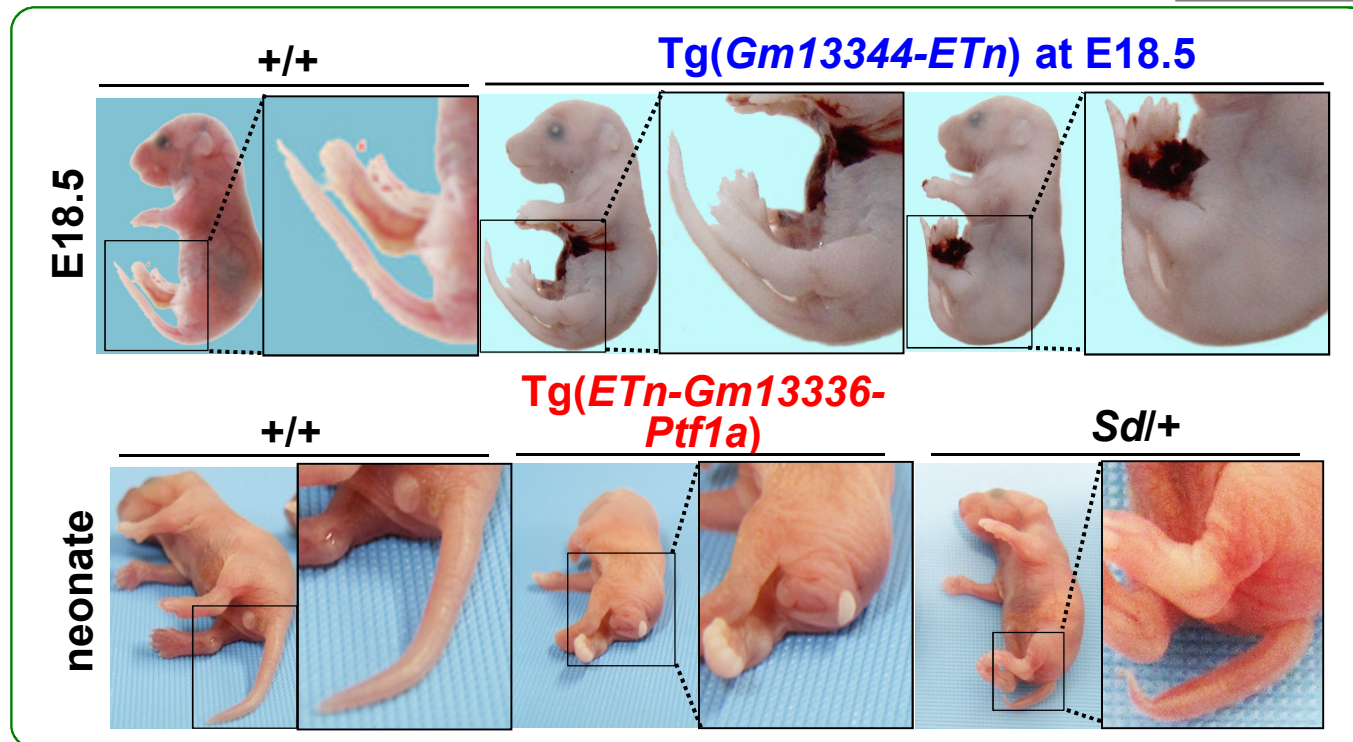 +/+
Tg(Gm13344-ETn) at E18.5
E18.5
Tg(ETn-Gm13336-
Ptf1a)
+/+
Sd/+
neonate